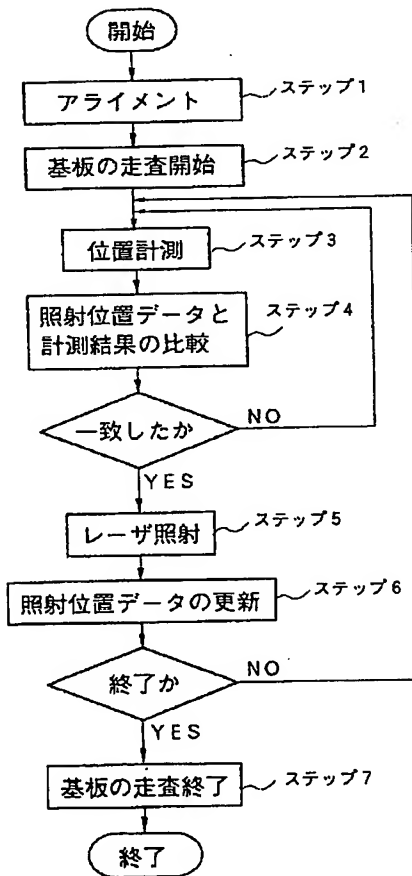 開始
アライメント
ステップ1
基板の走査開始
ステップ2
位置計測
ステップ3
照射位置データと
計測結果の比較
ステップ4
一致したか
NO
YES
レーザ照射
ステップ5
照射位置データの更新
ステップ6
終了か
NO
YES
基板の走査終了
ステップ7
終了